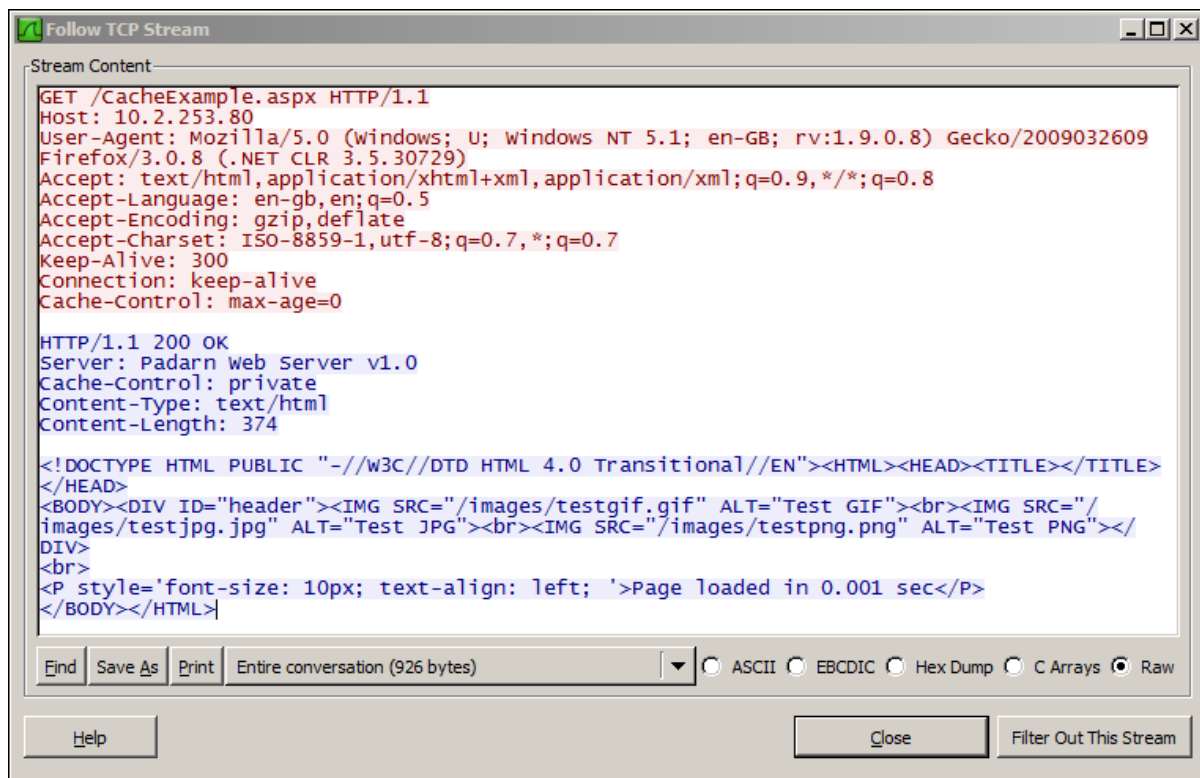 Follow TCP Stream
Stream Content
GET /CacheExample.aspx HTTP/1.1
Host: 10.2.253.80
User-Agent: Mozilla/5.0 (Windows; U; Windows NT 5.1; en-GB; rv:1.9.0.8) Gecko/2009032609
Firefox/3.0.8 (.NET CLR 3.5.30729)
Accept: text/html,application/xhtml+xml,application/xml;q=0.9,*/*;q=0.8
Accept-Language: en-gb,en;q=0.5
Accept-Encoding: gzip,deflate
Accept-Charset: ISO-8859-1,utf-8;q=0.7,*;q=0.7
Keep-Alive: 300
Connection: keep-alive
Cache-Control: max-age=0
HTTP/1.1 200 OK
Server: Padarn Web Server v1.0
Cache-Control: private
Content-Type: text/html
Content-Length: 374
<!DOCTYPE HTML PUBLIC "-//W3C//DTD HTML 4.0 Transitional//EN"><HTML><HEAD><TITLE></TITLE>
</HEAD>
<BODY><DIV ID="header"><IMG SRC="/images/testgif.gif" ALT="Test GIF"><br><IMG SRC="/
images/testjpg.jpg" ALT="Test JPG"><br><IMG SRC="/images/testpng.png" ALT="Test PNG"></
DIV>
<br>
<P style='font-size: 10px; text-align: left; '>Page loaded in 0.001 sec</P>
</BODY></HTML>
Find Save As Print Entire conversation (926 bytes) ASCII EBCDIC Hex Dump C Arrays Raw
Help Close Filter Out This Stream